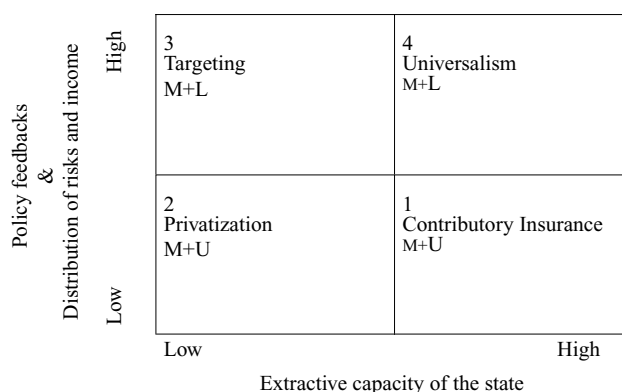 High
3
Targeting
M+L
4
Universalism
M+L
Policy feedbacks
&
Distribution of risks and income
2
Privatization
M+U
1
Contributory Insurance
M+U
Low
Low
High
Extractive capacity of the state